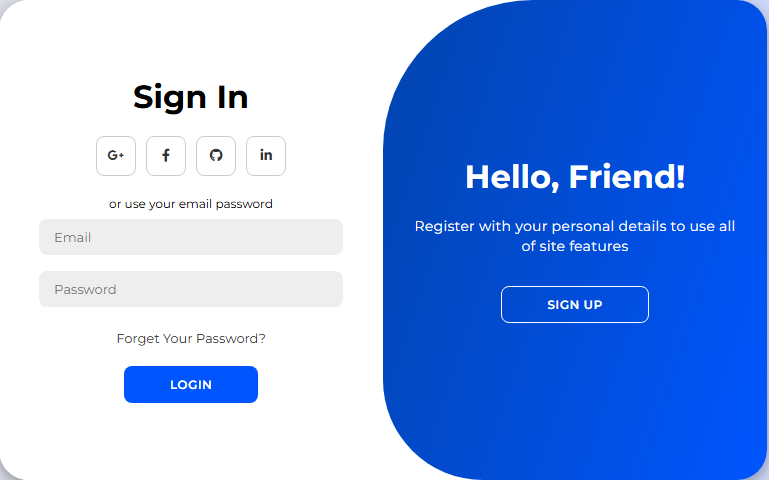 Sign In
G+ f in
or use your email password
Email
Password
Forget Your Password?
LOGIN
Hello, Friend!
Register with your personal details to use all
of site features
SIGN UP